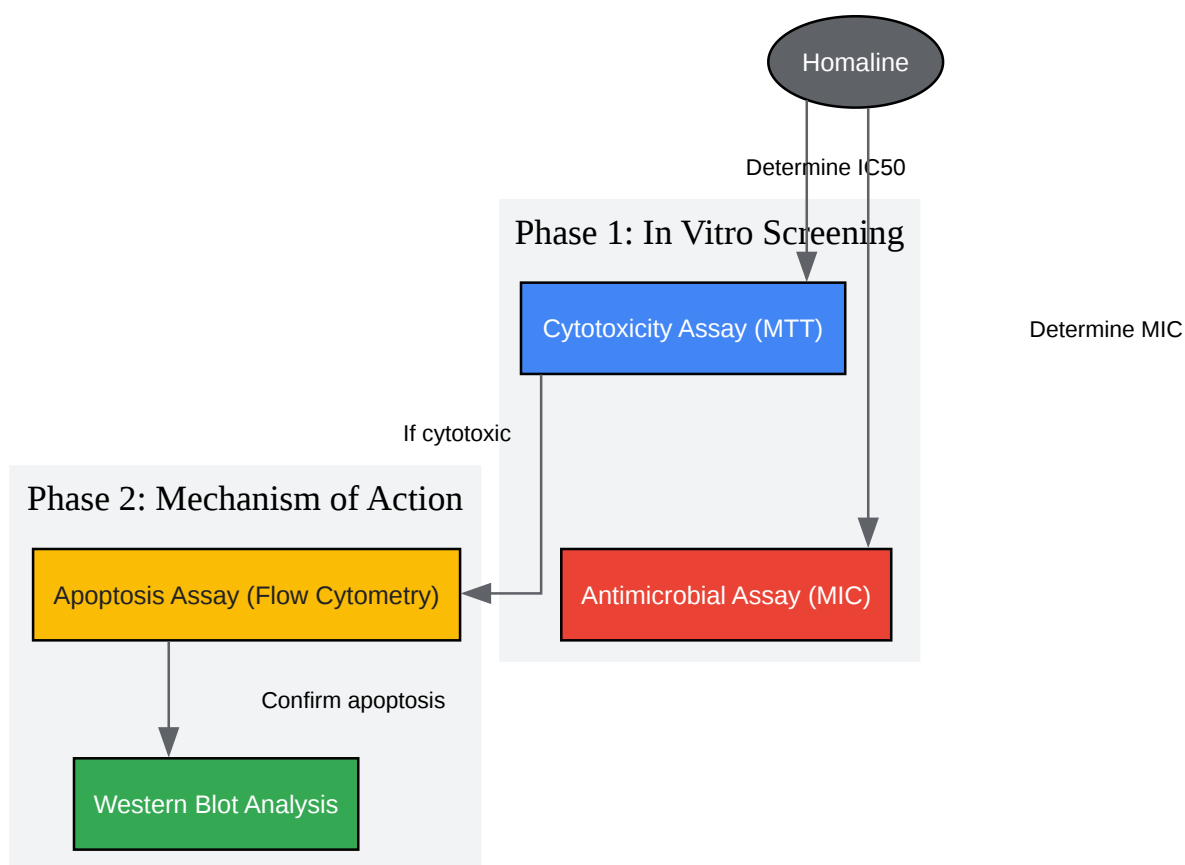 Homaline
Determine IC50
Phase 1: In Vitro Screening
Cytotoxicity Assay (MTT)
Determine MIC
If cytotoxic
Phase 2: Mechanism of Action
Apoptosis Assay (Flow Cytometry)
Antimicrobial Assay (MIC)
Confirm apoptosis
Western Blot Analysis